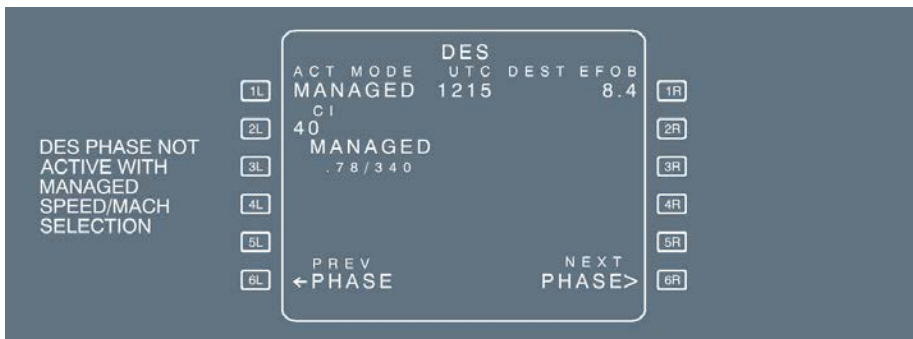 DES
ACT MODE UTC DEST EFOB
1L MANAGED 1215 8.4 1R
CI
2L 40 2R
MANAGED
3L .78/340 3R
4L 4R
5L 5R
PREV NEXT
6L ←PHASE PHASE> 6R
DES PHASE NOT
ACTIVE WITH
MANAGED
SPEED/MACH
SELECTION